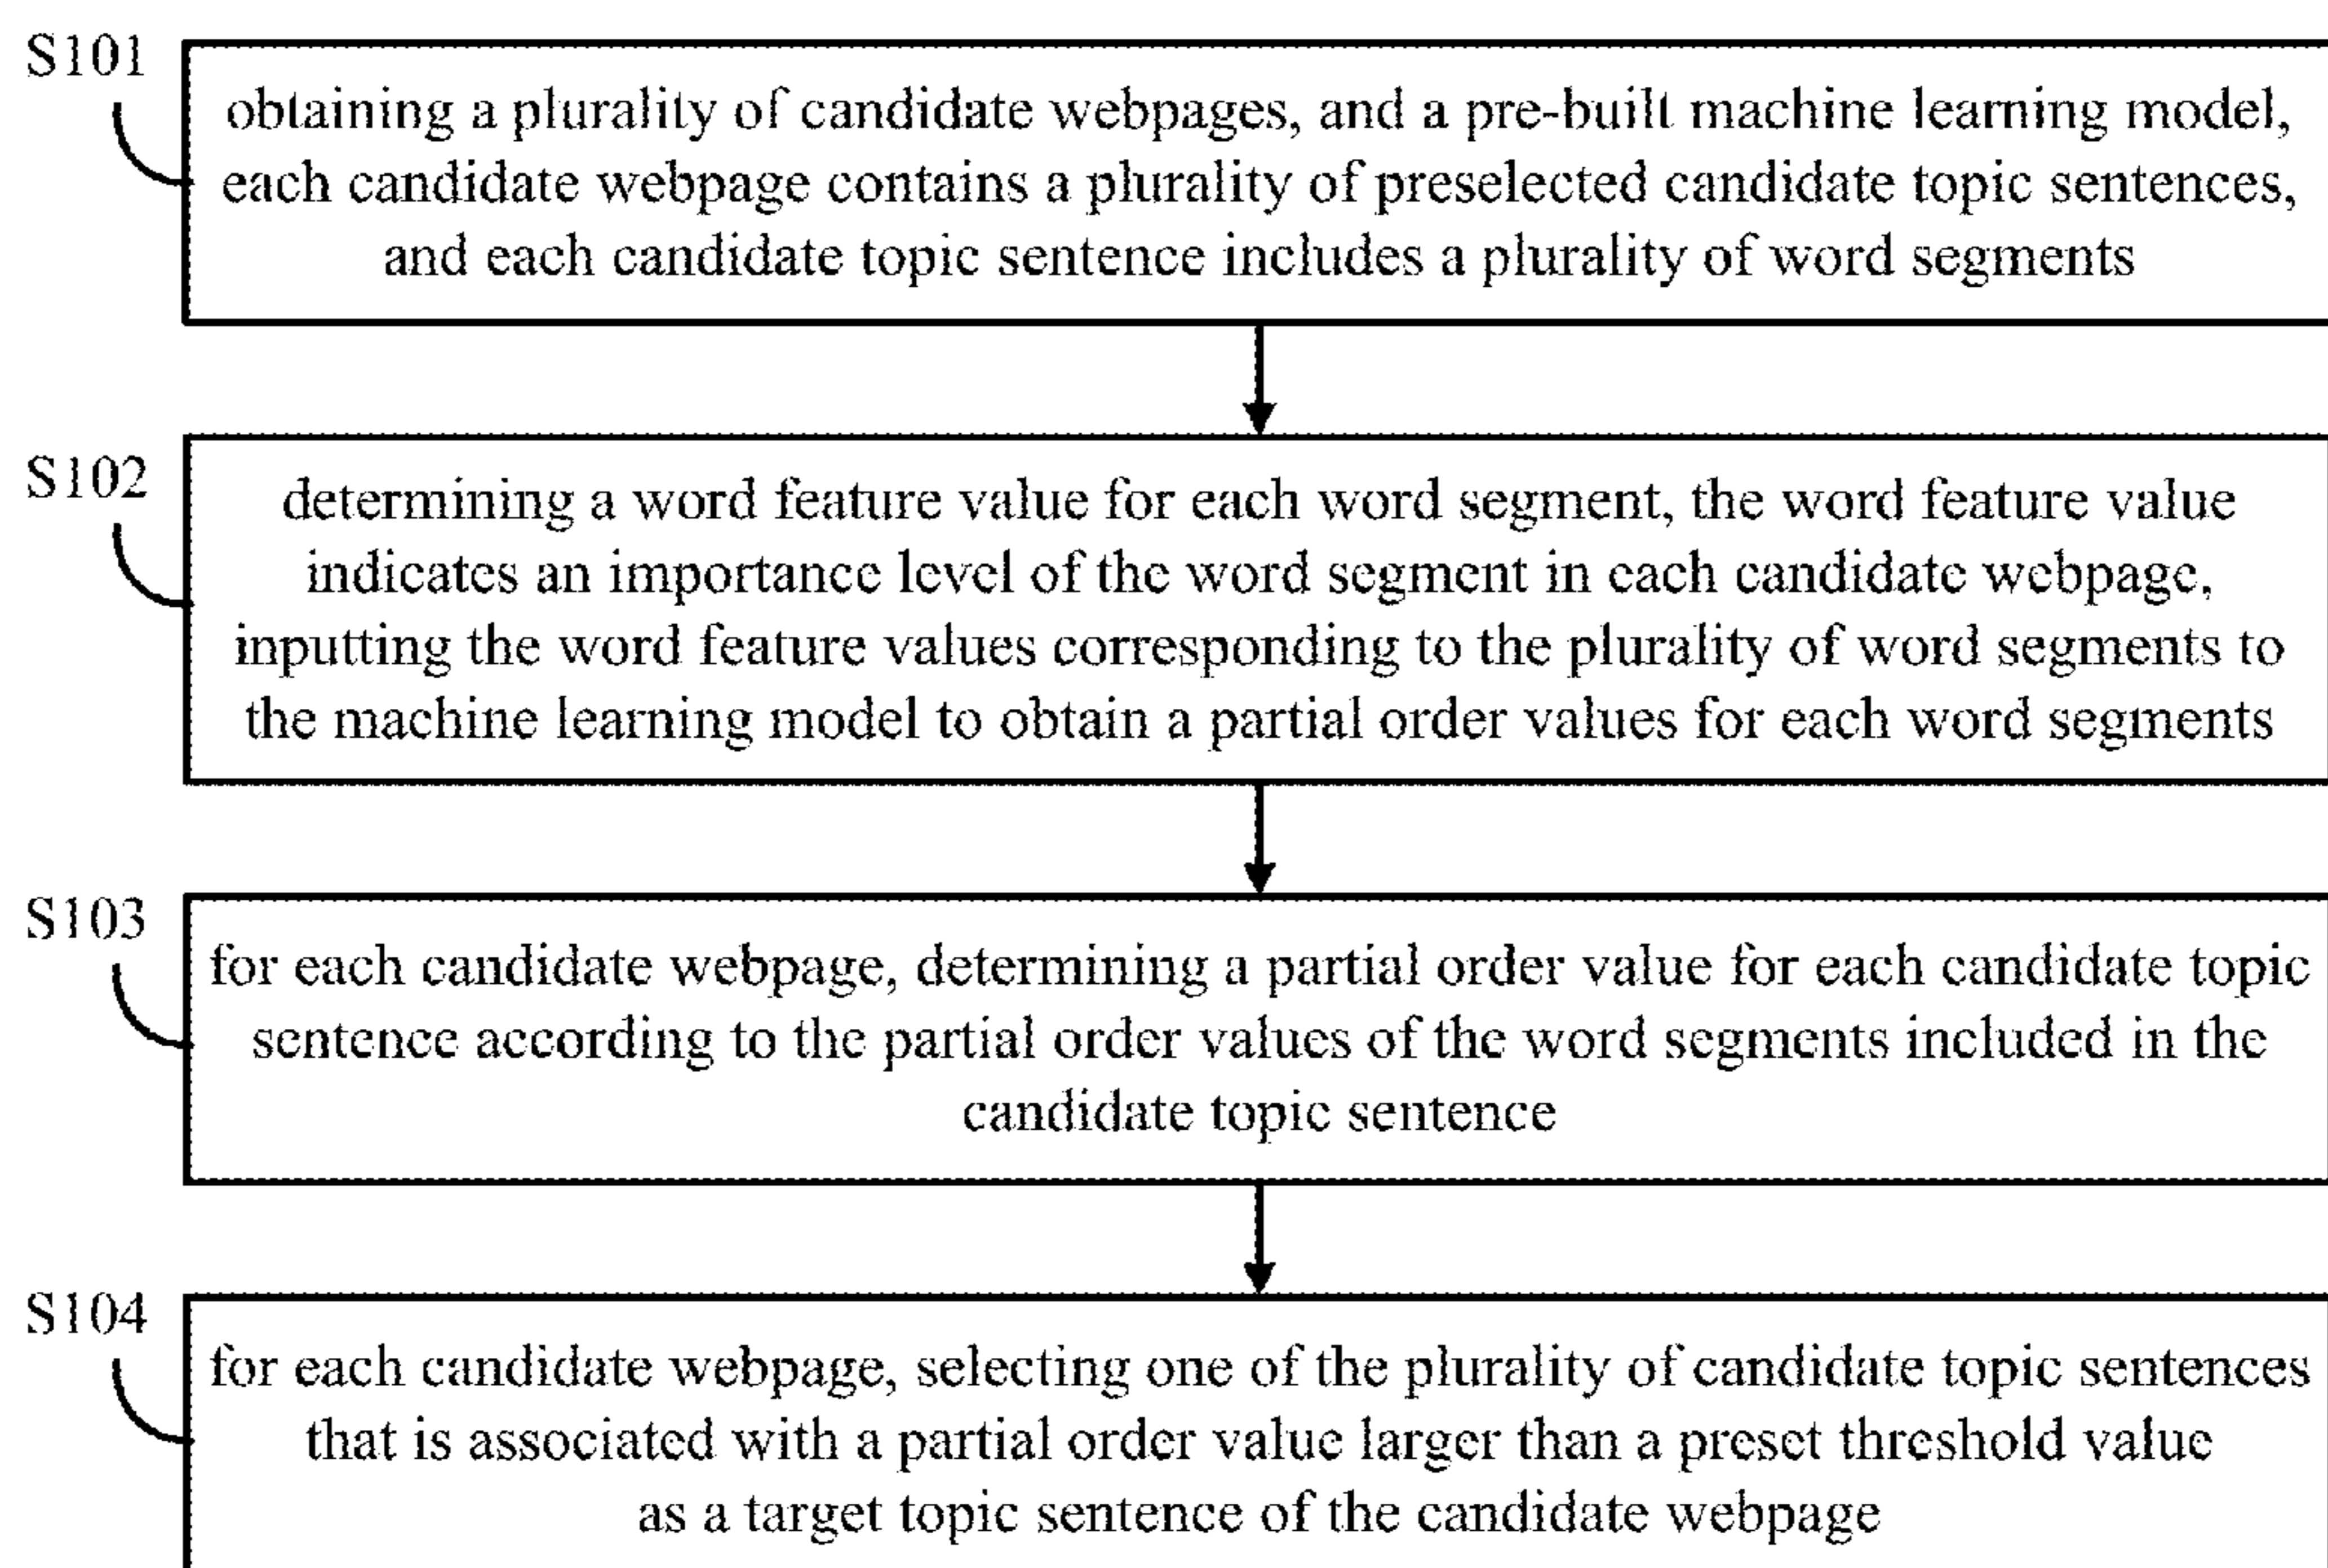 S101
obtaining a plurality of candidate webpages, and a pre-built machine learning model,
each candidate webpage contains a plurality of preselected candidate topic sentences,
and each candidate topic sentence includes a plurality of word segments
S102
determining a word feature value for each word segment, the word feature value
indicates an importance level of the word segment in each candidate webpage,
inputting the word feature values corresponding to the plurality of word segments to
the machine learning model to obtain a partial order values for each word segments
S103
for each candidate webpage, determining a partial order value for each candidate topic
sentence according to the partial order values of the word segments included in the
candidate topic sentence
S104
for each candidate webpage, selecting one of the plurality of candidate topic sentences
that is associated with a partial order value larger than a preset threshold value
as a target topic sentence of the candidate webpage